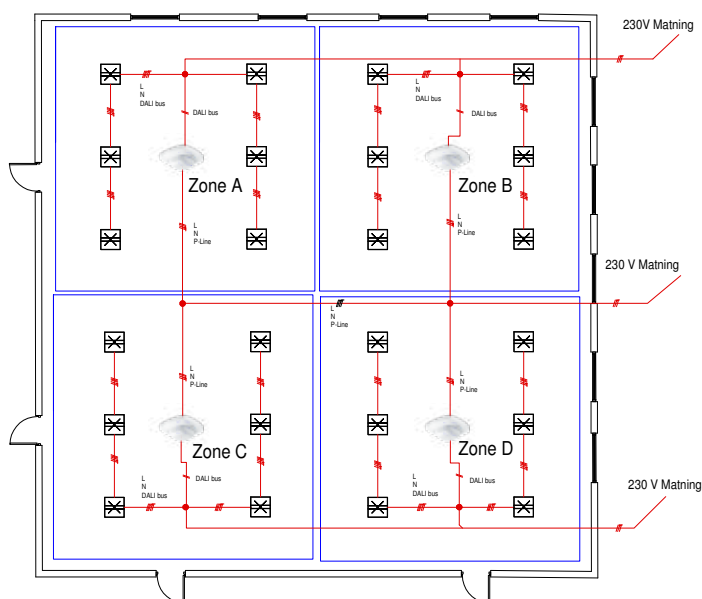 230V Matning
L
N
DALI bus
DALI bus
L
N
DALI bus
DALI bus
Zone A
Zone B
L
N
P-Line
L
N
P-Line
230 V Matning
L
N
P-Line
L
N
P-Line
L
N
P-Line
Zone C
Zone D
L
N
DALI bus
DALI bus
L
N
DALI bus
DALI bus
230 V Matning